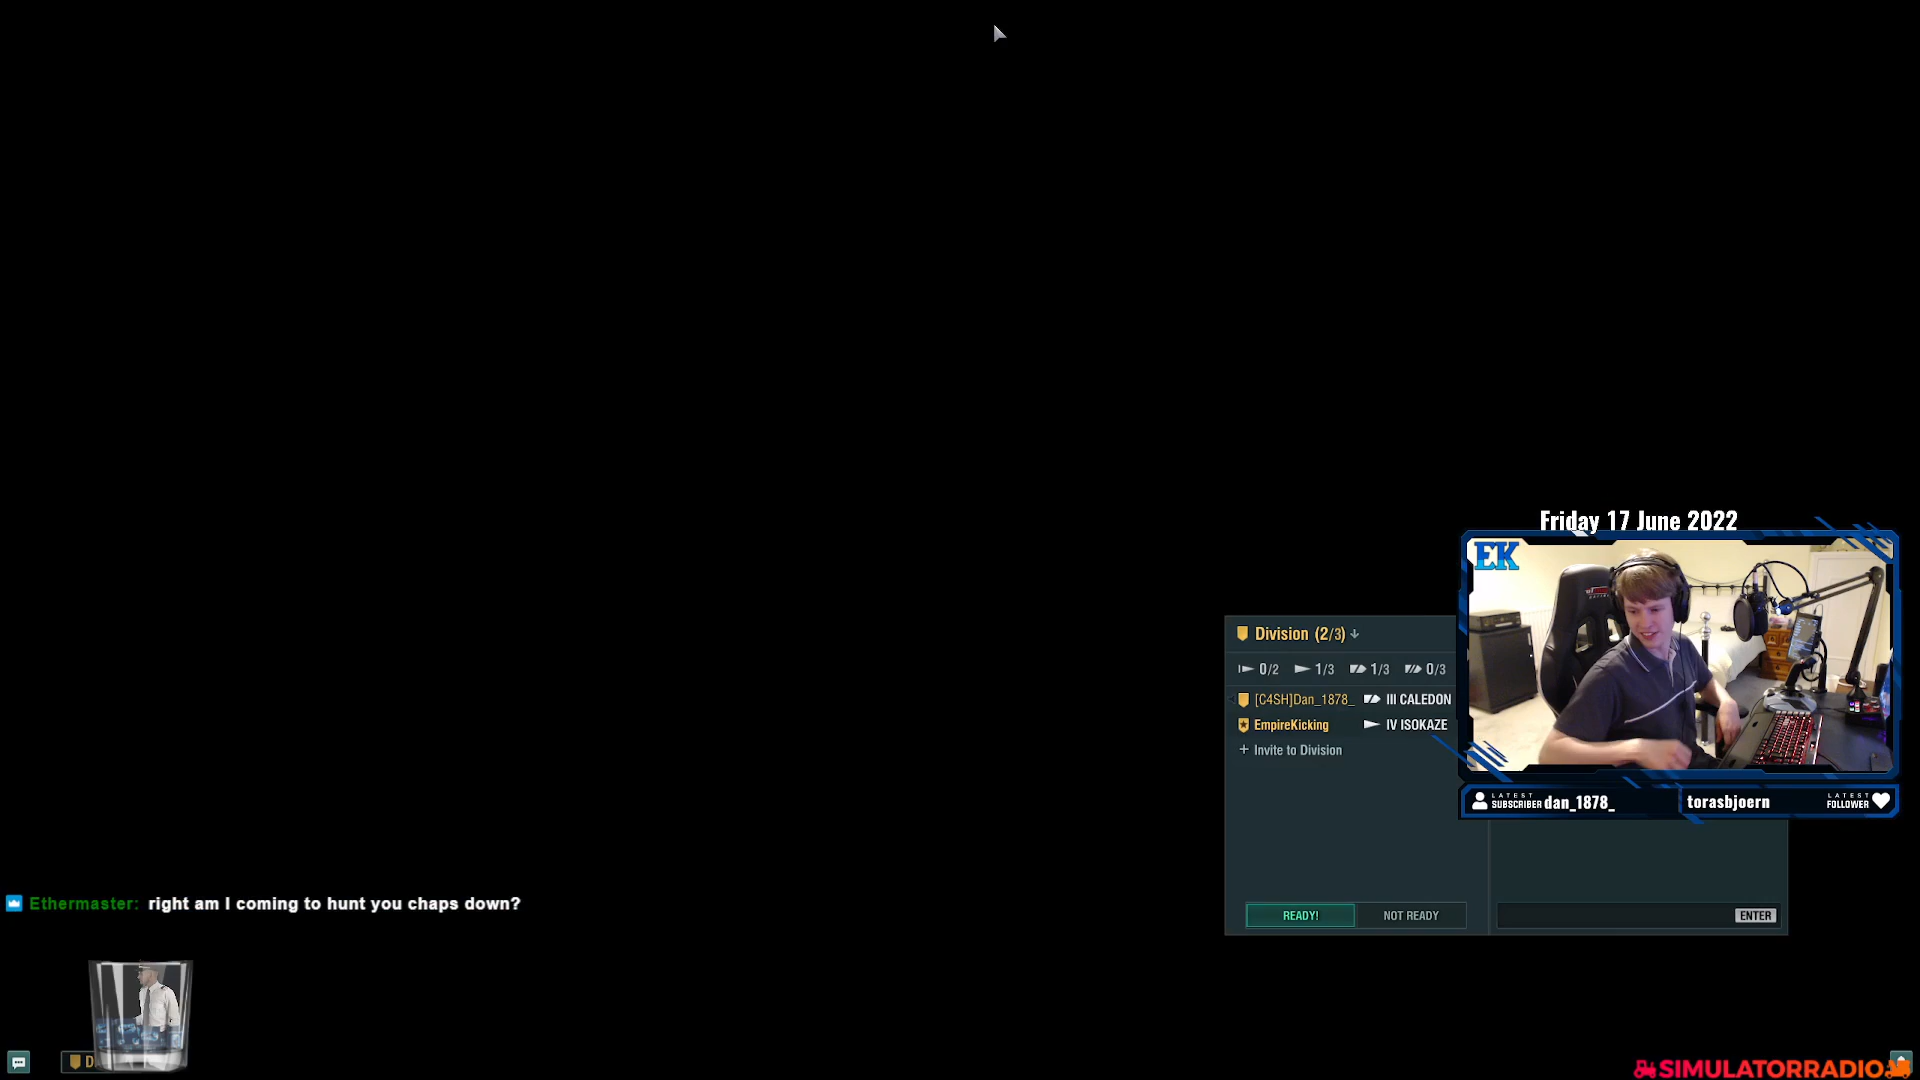 Friday 17 June 2022
EK
Division (2/3)
0/2 1/3 1/3 0/3
[C4SH]Dan_1878_ III CALEDON
EmpireKicking IV ISOKAZE
+ Invite to Division
LATEST SUBSCRIBER dan_1878_
torasbjoern LATEST FOLLOWER
Ethermaster: right am I coming to hunt you chaps down?
READY! NOT READY
ENTER
SIMULATORRADIO